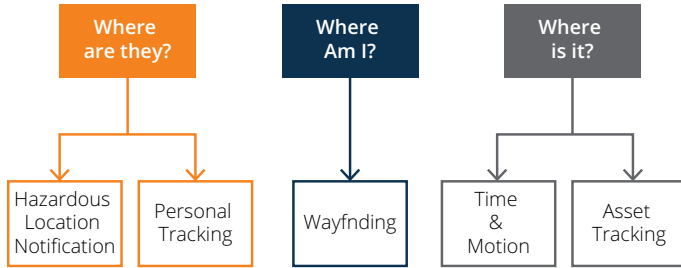 Where
are they?
Where
Am I?
Where
is it?
Hazardous
Location
Notification
Personal
Tracking
Wayfnding
Time
&
Motion
Asset
Tracking